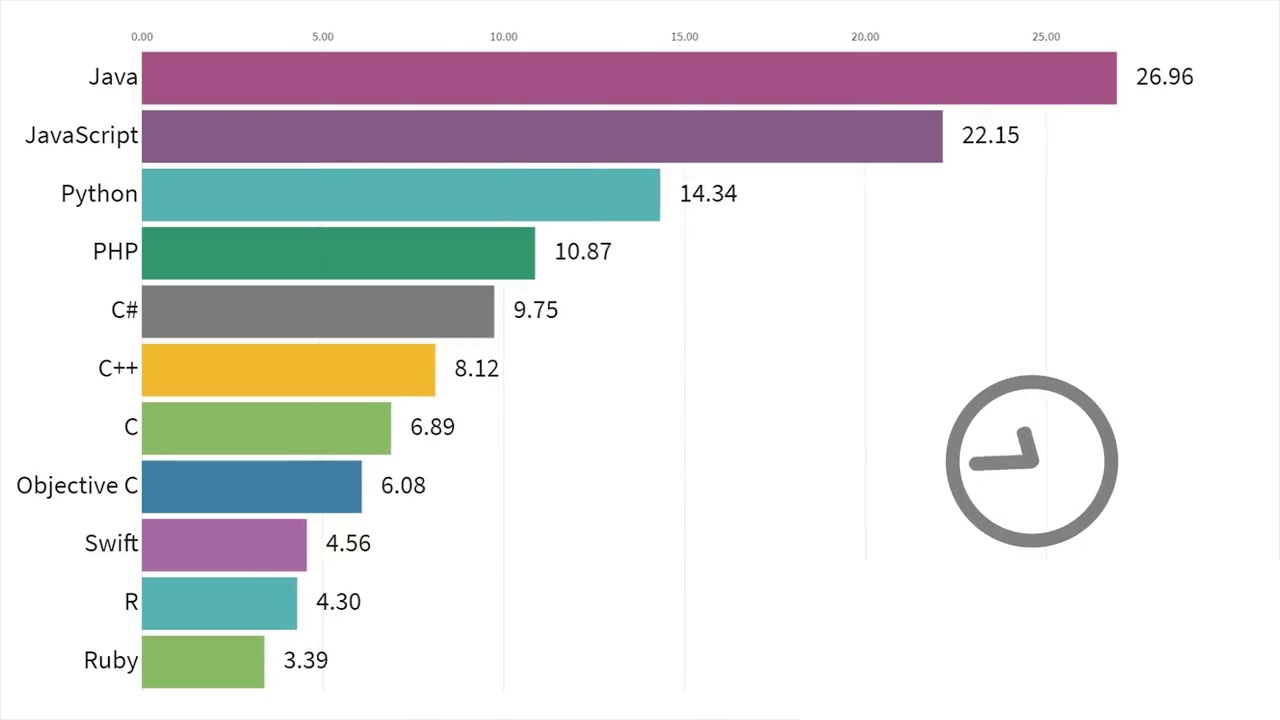 0.00 5.00 10.00 15.00 20.00 25.00
Java 26.96
JavaScript 22.15
Python 14.34
PHP 10.87
C# 9.75
C++ 8.12
C 6.89
Objective C 6.08
Swift 4.56
R 4.30
Ruby 3.39